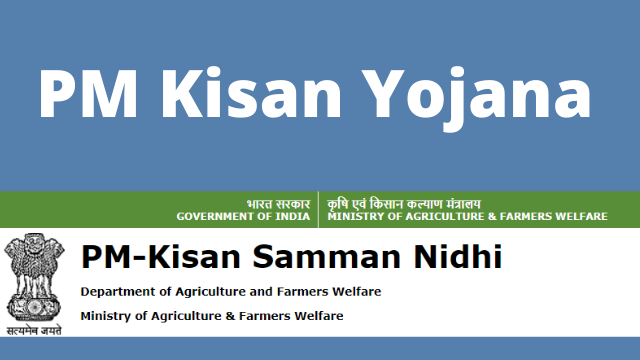 PM Kisan Yojana
भारत सरकार
GOVERNMENT OF INDIA
कृषि एवं किसान कल्याण मंत्रालय
MINISTRY OF AGRICULTURE & FARMERS WELFARE
PM-Kisan Samman Nidhi
Department of Agriculture and Farmers Welfare
Ministry of Agriculture & Farmers Welfare
सत्यमेव जयते